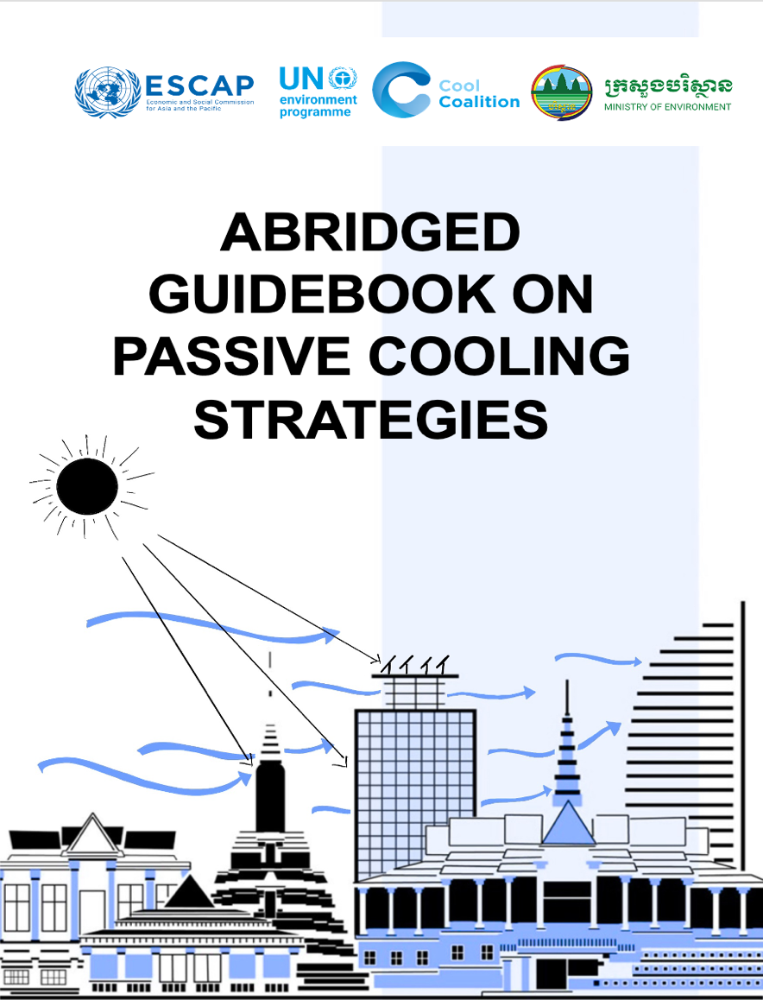 ESCAP
Economic and Social Commission
for Asia and the Pacific
UN
environment
programme
Cool
Coalition
ក្រសួងបរិស្ថាន
MINISTRY OF ENVIRONMENT
ABRIDGED
GUIDEBOOK ON
PASSIVE COOLING
STRATEGIES